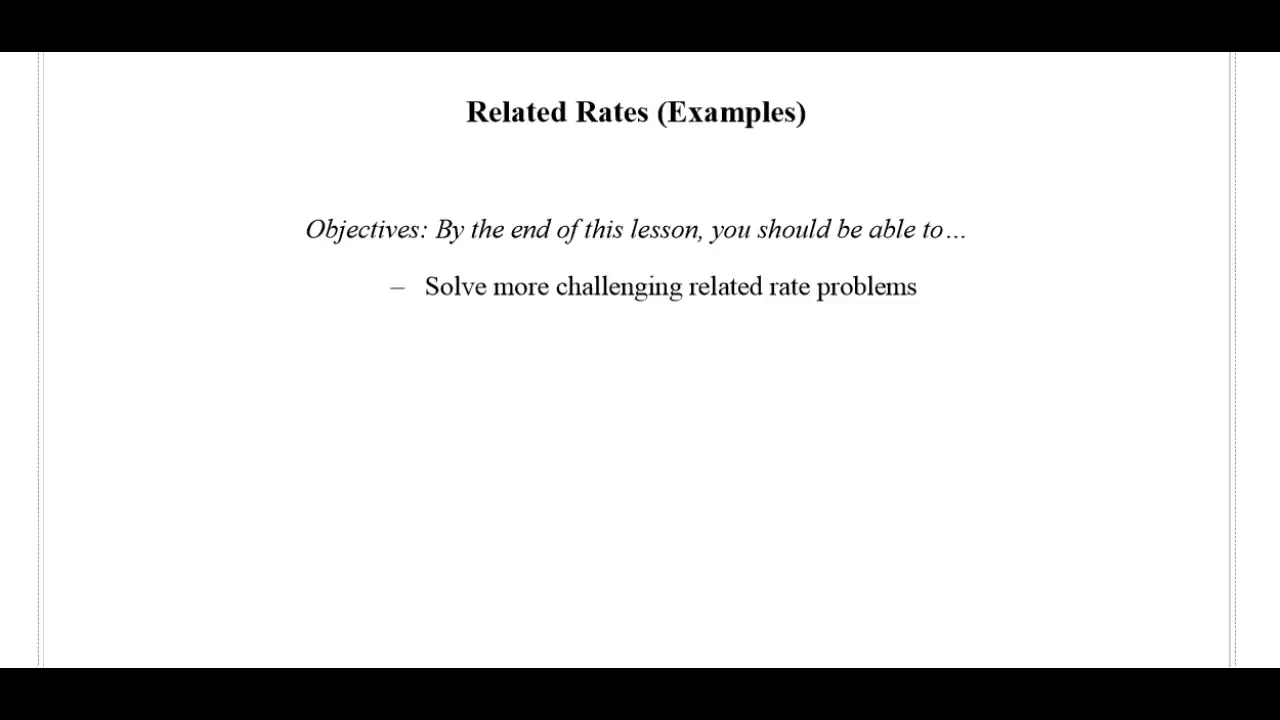 Related Rates (Examples)
Objectives: By the end of this lesson, you should be able to…
– Solve more challenging related rate problems